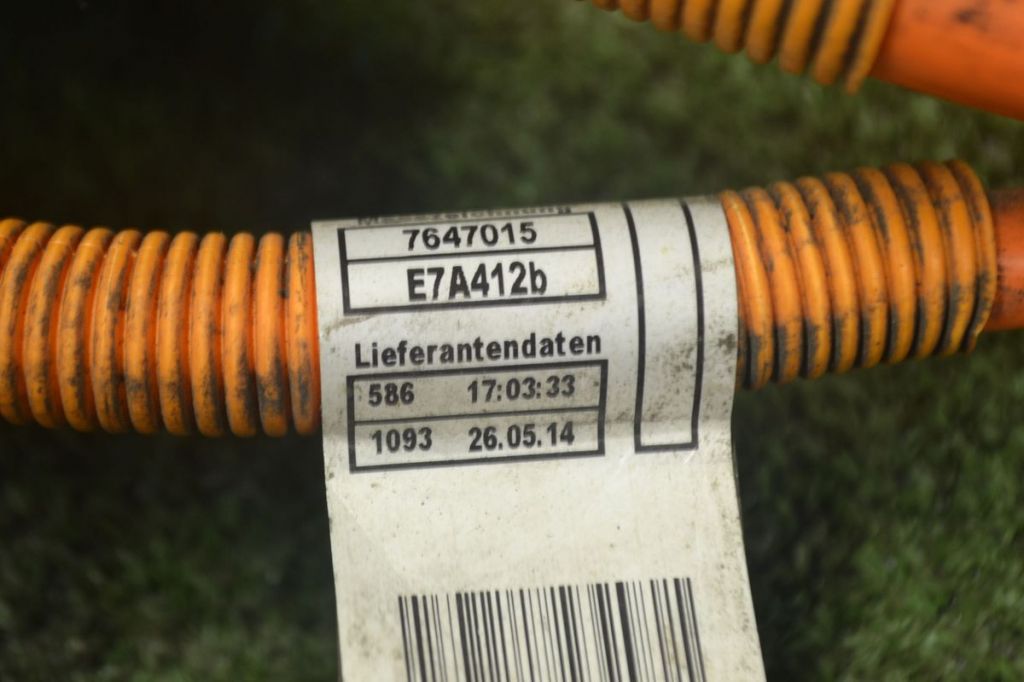 7647015
E7A412b
Lieferantendaten
586 17:03:33
1093 26.05.14